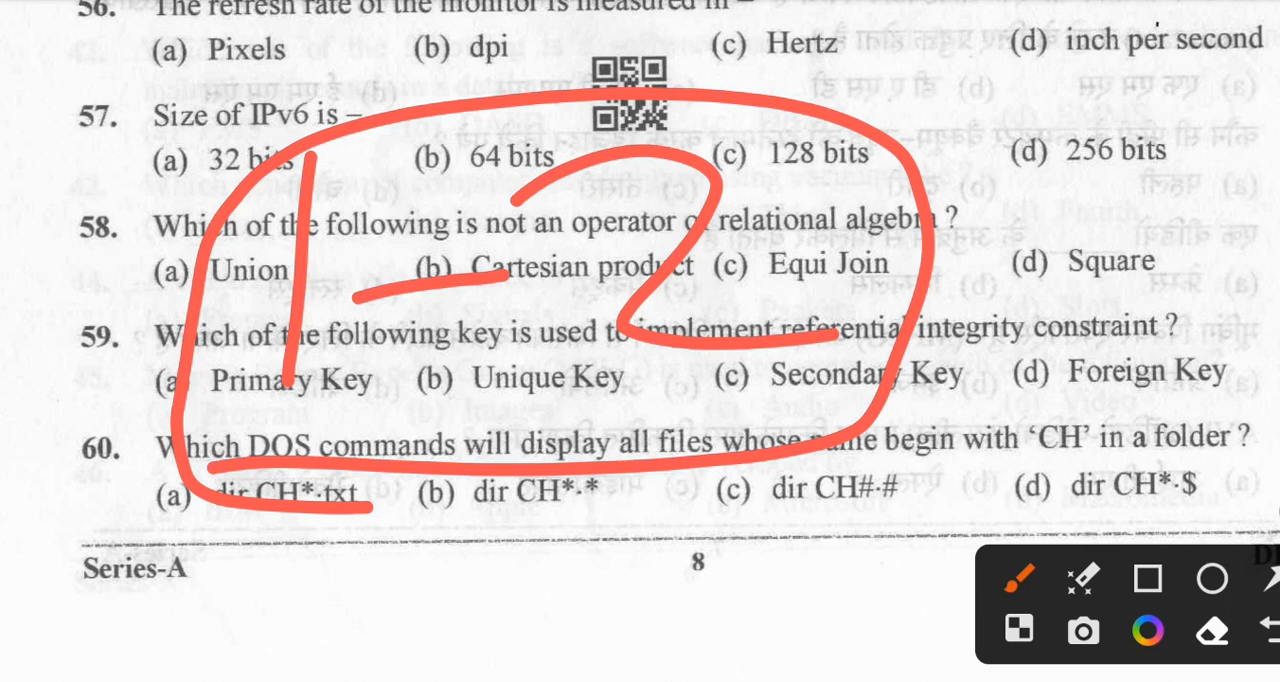 56. The refresh rate of the monitor is measured in –
(a) Pixels (b) dpi (c) Hertz (d) inch per second
57. Size of IPv6 is –
(a) 32 bits (b) 64 bits (c) 128 bits (d) 256 bits
58. Which of the following is not an operator of relational algebra ?
(a) Union (b) Cartesian product (c) Equi Join (d) Square
59. Which of the following key is used to implement referential integrity constraint ?
(a) Primary Key (b) Unique Key (c) Secondary Key (d) Foreign Key
60. Which DOS commands will display all files whose name begin with ‘CH’ in a folder ?
(a) dir CH*.txt (b) dir CH*.* (c) dir CH#.# (d) dir CH*.$
1-2
Series-A 8